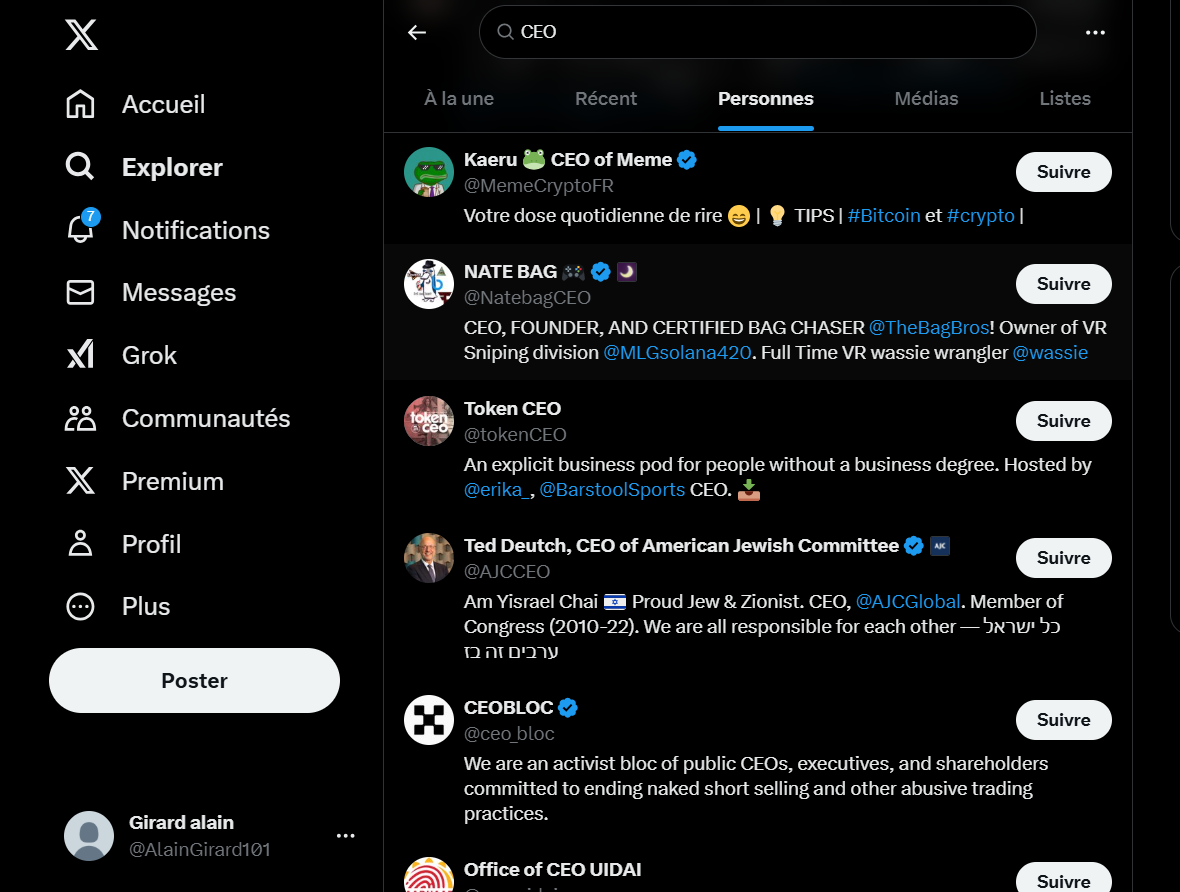 CEO
À la une
Récent
Personnes
Médias
Listes
Accueil
Explorer
7
Notifications
Messages
Grok
Communautés
Premium
Profil
Plus
Poster
Girard alain
@AlainGirard101
Kaeru 🐸 CEO of Meme
@MemeCryptoFR
Suivre
Votre dose quotidienne de rire 😄 | 💡 TIPS | #Bitcoin et #crypto |
NATE BAG 🎮
@NatebagCEO
Suivre
CEO, FOUNDER, AND CERTIFIED BAG CHASER @TheBagBros! Owner of VR
Sniping division @MLGsolana420. Full Time VR wassie wrangler @wassie
token
ceo
Token CEO
@tokenCEO
Suivre
An explicit business pod for people without a business degree. Hosted by
@erika_, @BarstoolSports CEO. 📥
Ted Deutch, CEO of American Jewish Committee
AJC
@AJCCEO
Suivre
Am Yisrael Chai 🇮🇱 Proud Jew & Zionist. CEO, @AJCGlobal. Member of
Congress (2010-22). We are all responsible for each other — כל ישראל
ערבים זה בז
CEOBLOC
@ceo_bloc
Suivre
We are an activist bloc of public CEOs, executives, and shareholders
committed to ending naked short selling and other abusive trading
practices.
Office of CEO UIDAI
Suivre